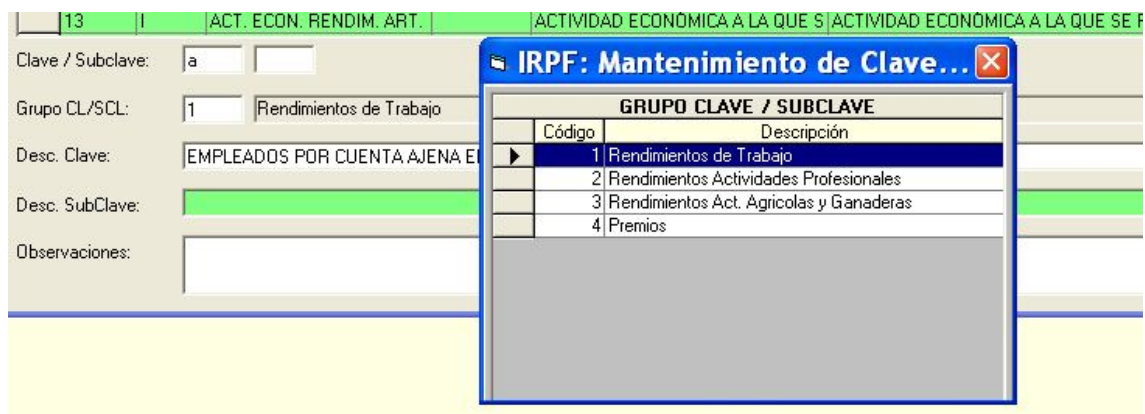 13 I ACT. ECON. RENDIM. ART. ACTIVIDAD ECONÓMICA A LA QUE S ACTIVIDAD ECONÓMICA A LA QUE SE
Clave / Subclave: a
Grupo CL/SCL: 1 Rendimientos de Trabajo
Desc. Clave: EMPLEADOS POR CUENTA AJENA
Desc. SubClave:
Observaciones:
IRPF: Mantenimiento de Clave...
GRUPO CLAVE / SUBCLAVE
Código Descripción
1 Rendimientos de Trabajo
2 Rendimientos Actividades Profesionales
3 Rendimientos Act. Agricolas y Ganaderas
4 Premios